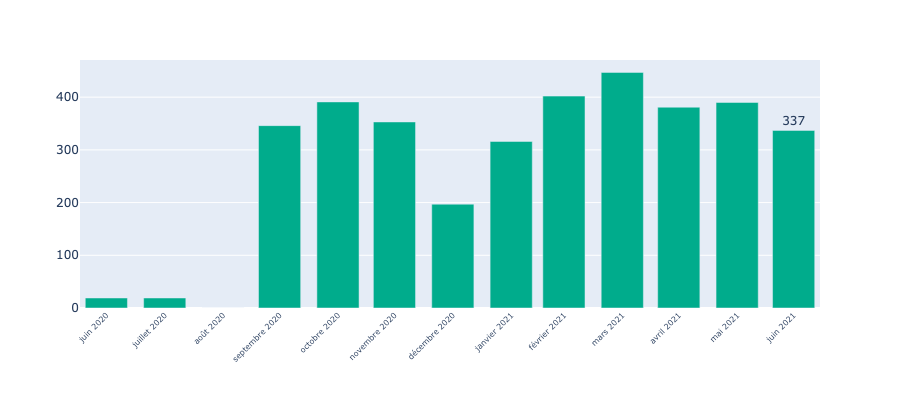 400
300
200
100
0
337
juin 2020
juillet 2020
août 2020
septembre 2020
octobre 2020
novembre 2020
décembre 2020
janvier 2021
février 2021
mars 2021
avril 2021
mai 2021
juin 2021